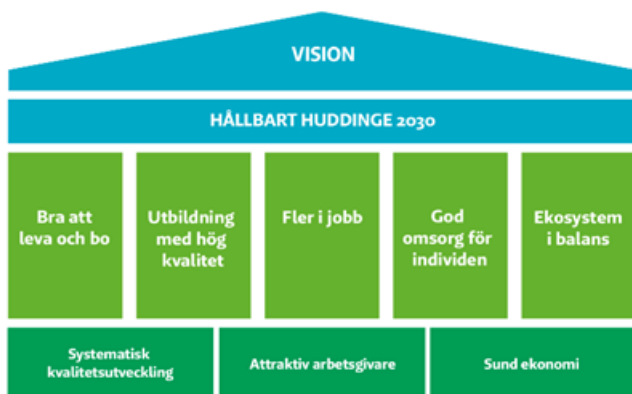 VISION
HÅLLBART HUDDINGE 2030
Bra att
leva och bo
Utbildning
med hög
kvalitet
Fler i jobb
God
omsorg för
individen
Ekosystem
i balans
Systematisk
kvalitetsutveckling
Attraktiv arbetsgivare
Sund ekonomi